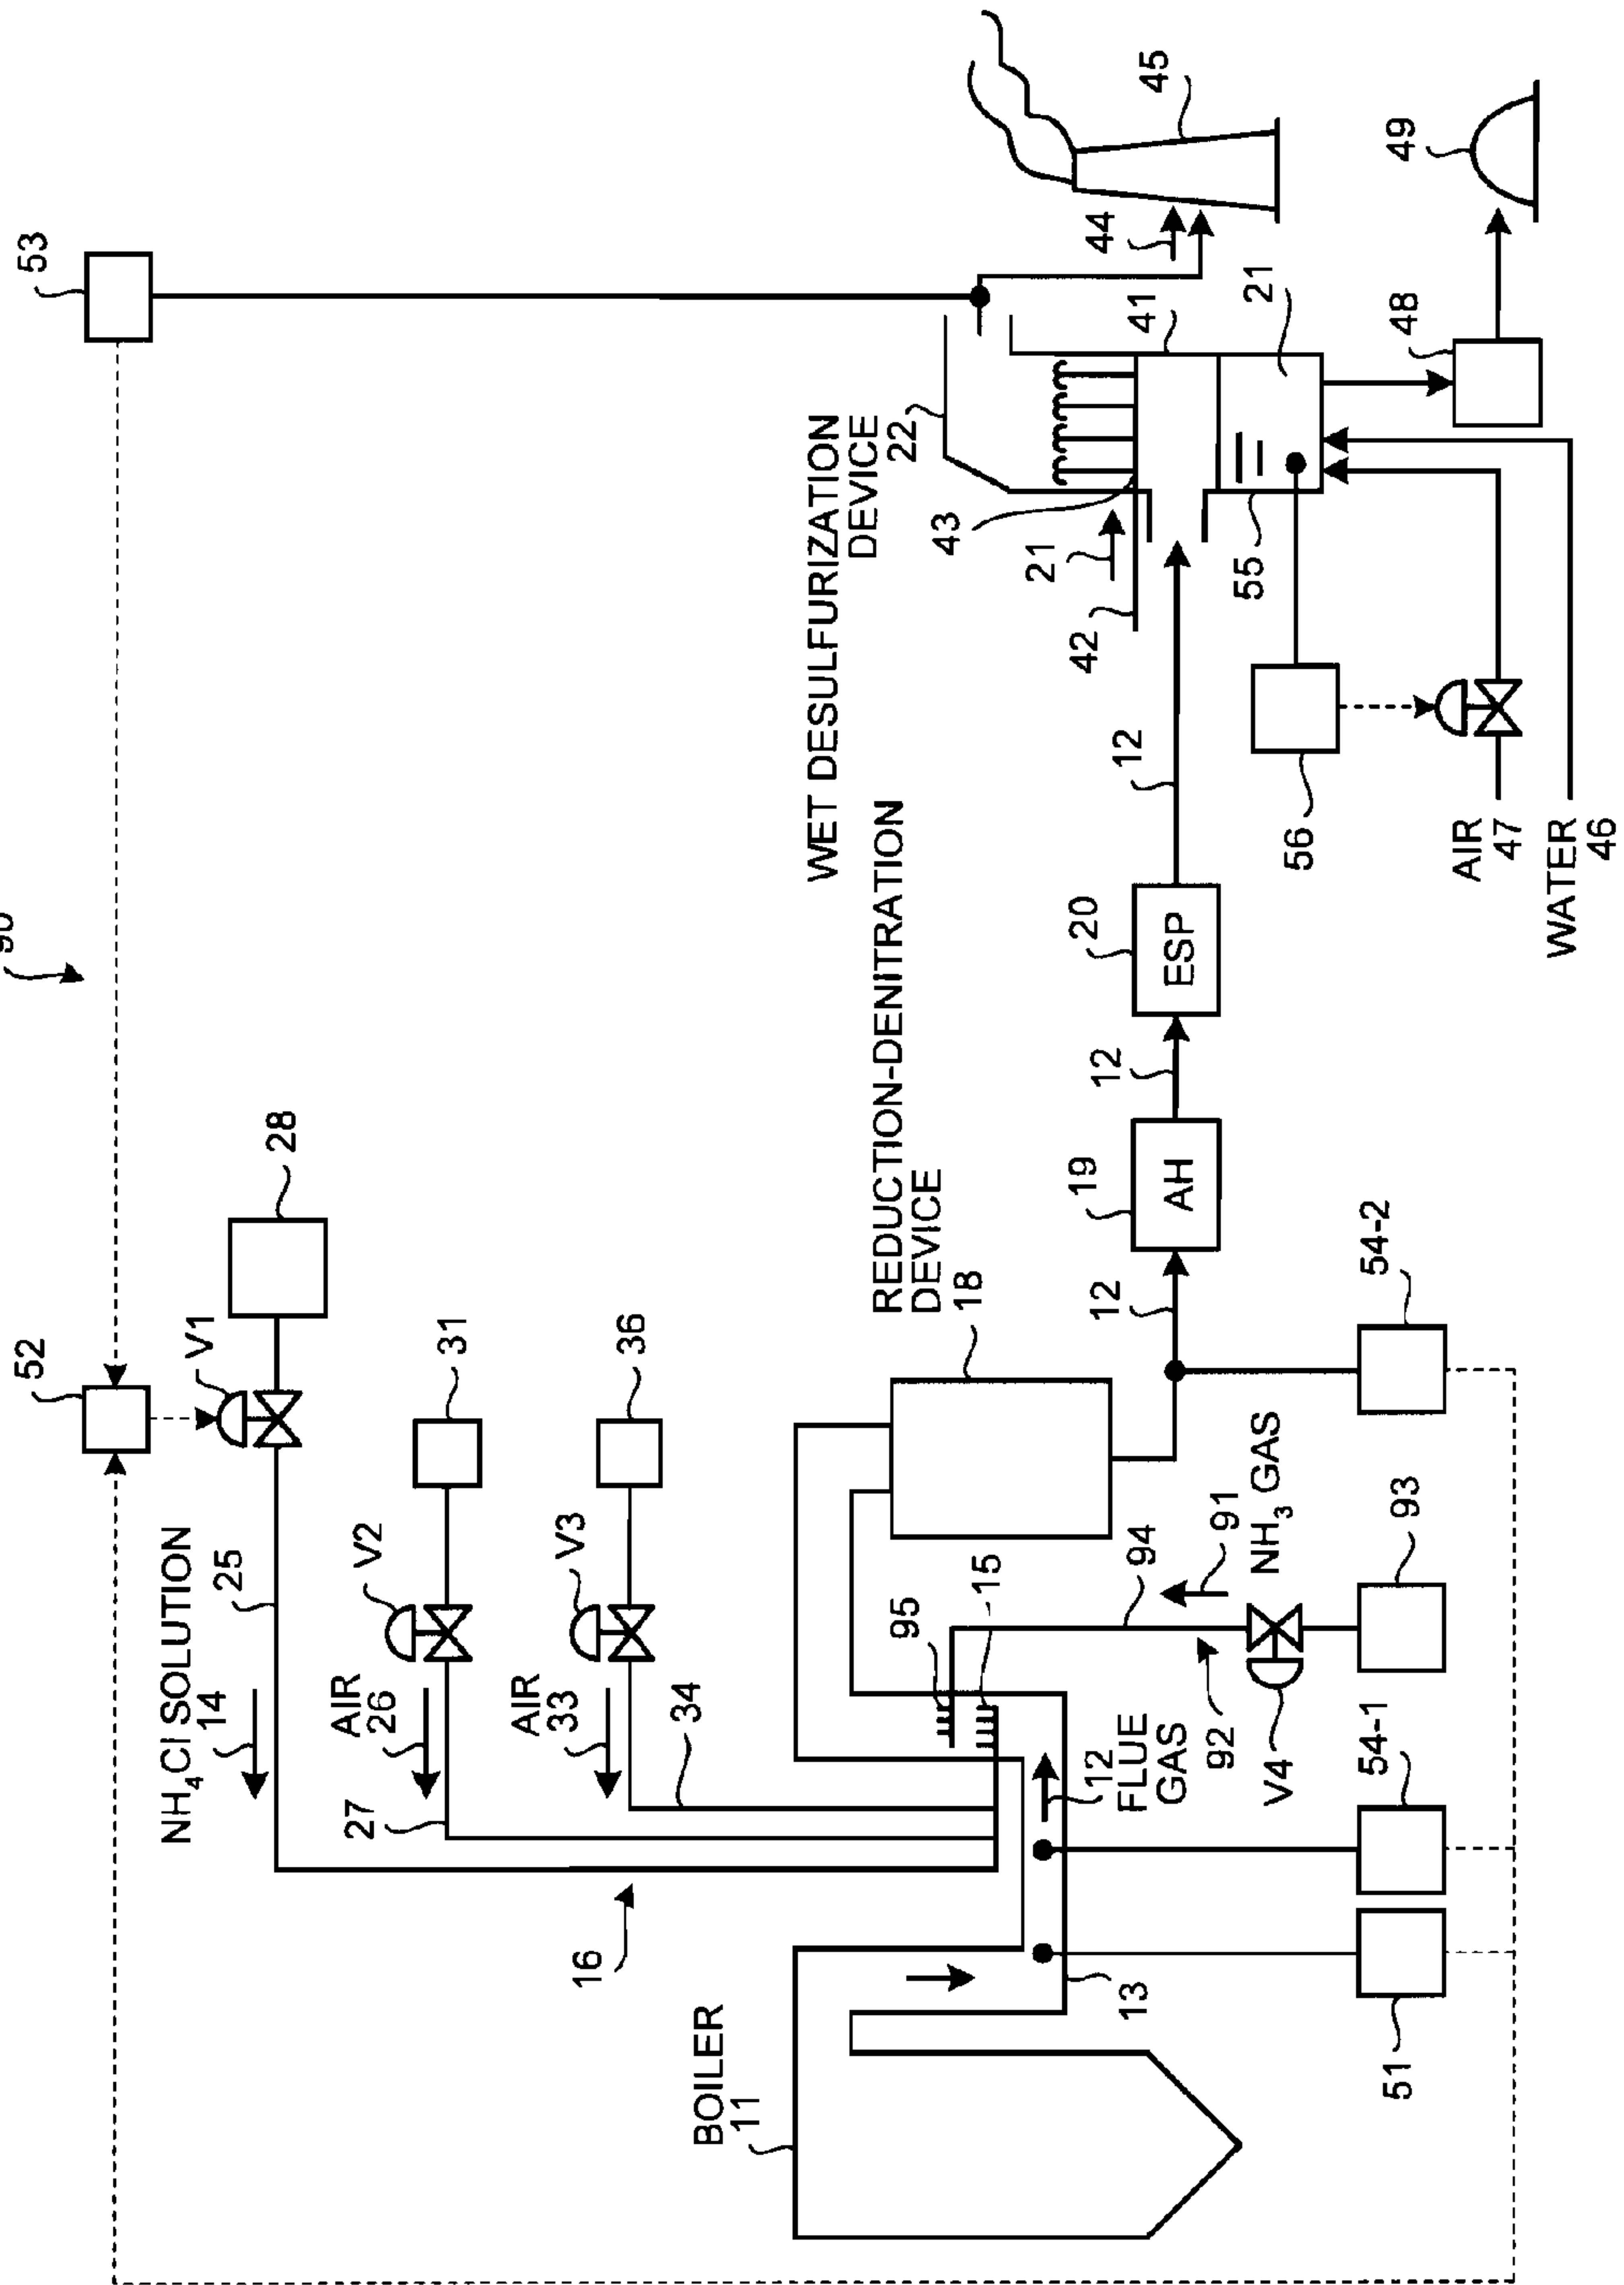 53
52
V1
28
NH₄Cl SOLUTION
14
25
V2
31
AIR
26
27
V3
36
AIR
33
34
16
BOILER
11
13
12
FLUE
GAS
95
15
REDUCTION-DENITRATION
DEVICE
18
94
91
NH₃ GAS
92
V4
93
51
54-1
54-2
12
19
AH
12
20
ESP
12
WET DESULFURIZATION
DEVICE
22
43
21
42
41
21
55
56
AIR
47
WATER
46
48
49
44
45